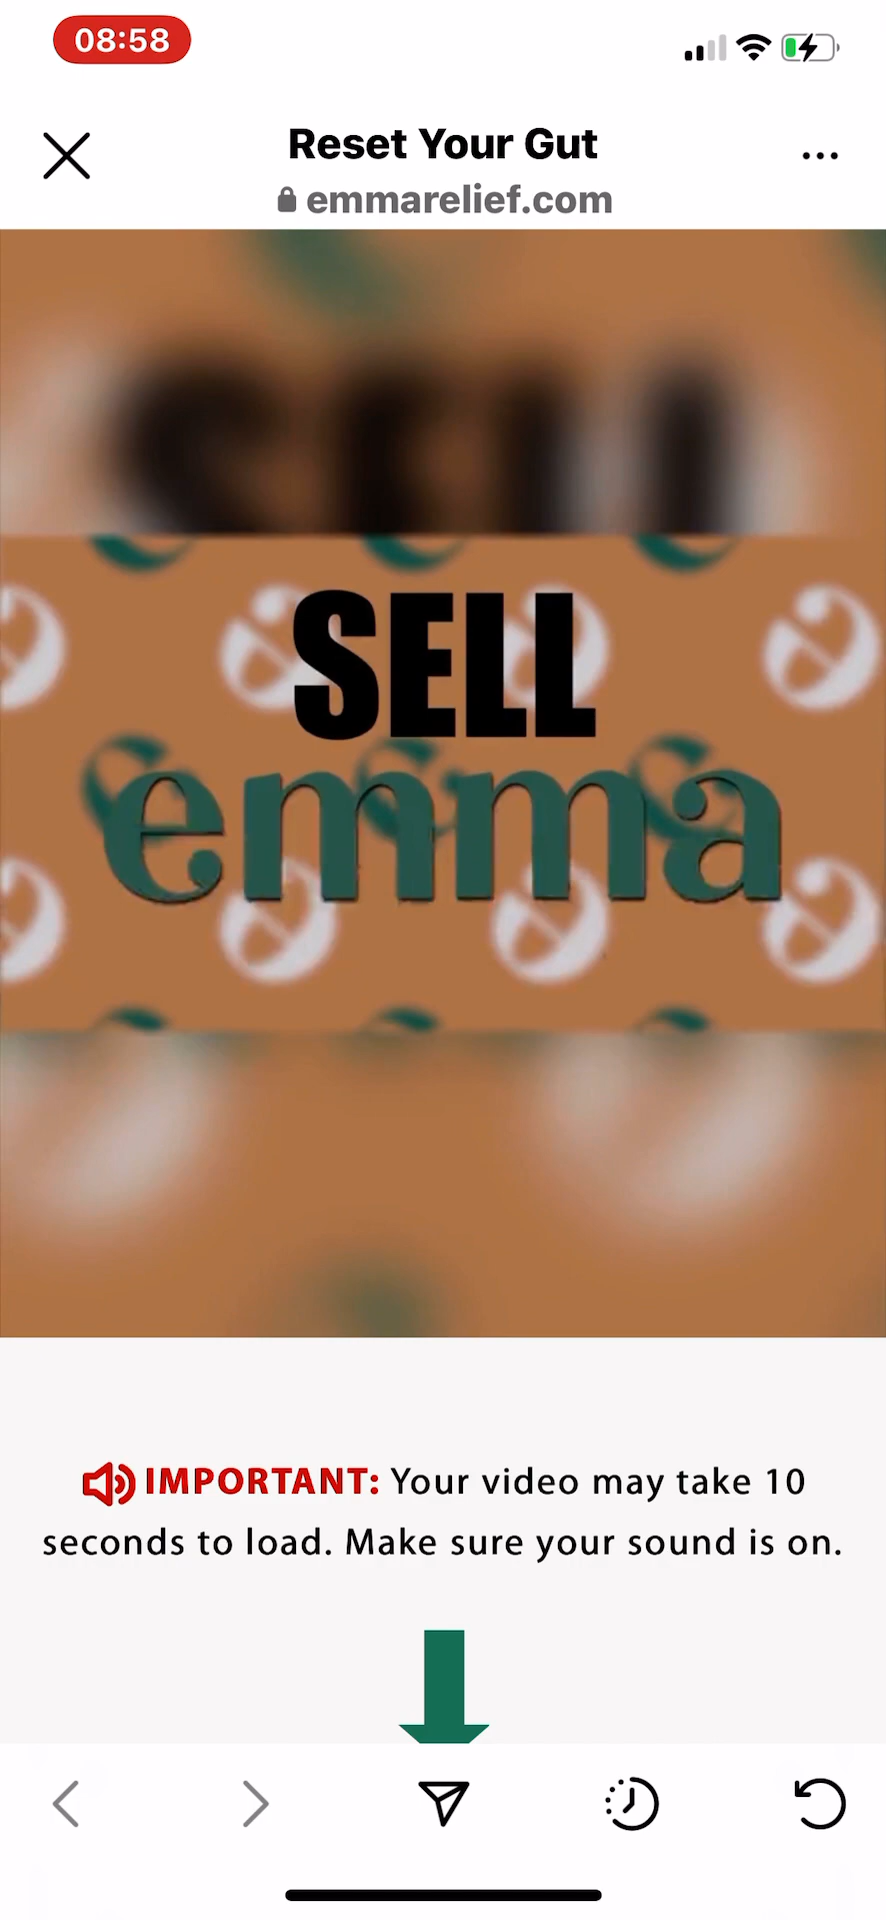 08:58
Reset Your Gut
emmarelief.com
SELL
SELL
emma
IMPORTANT: Your video may take 10
seconds to load. Make sure your sound is on.